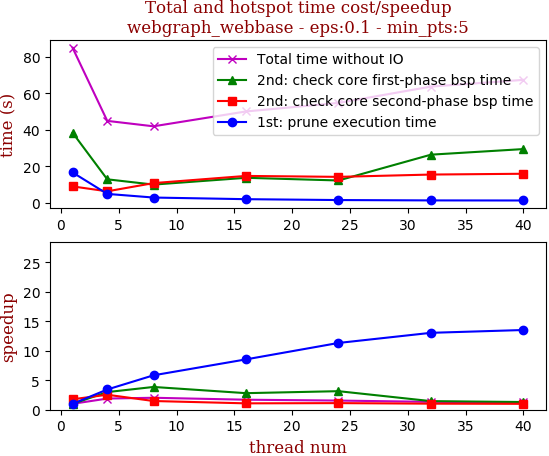 Total and hotspot time cost/speedup
webgraph_webbase - eps:0.1 - min_pts:5
time (s)
80
60
40
20
0
Total time without IO
2nd: check core first-phase bsp time
2nd: check core second-phase bsp time
1st: prune execution time
0 5 10 15 20 25 30 35 40
speedup
25
20
15
10
5
0
0 5 10 15 20 25 30 35 40
thread num